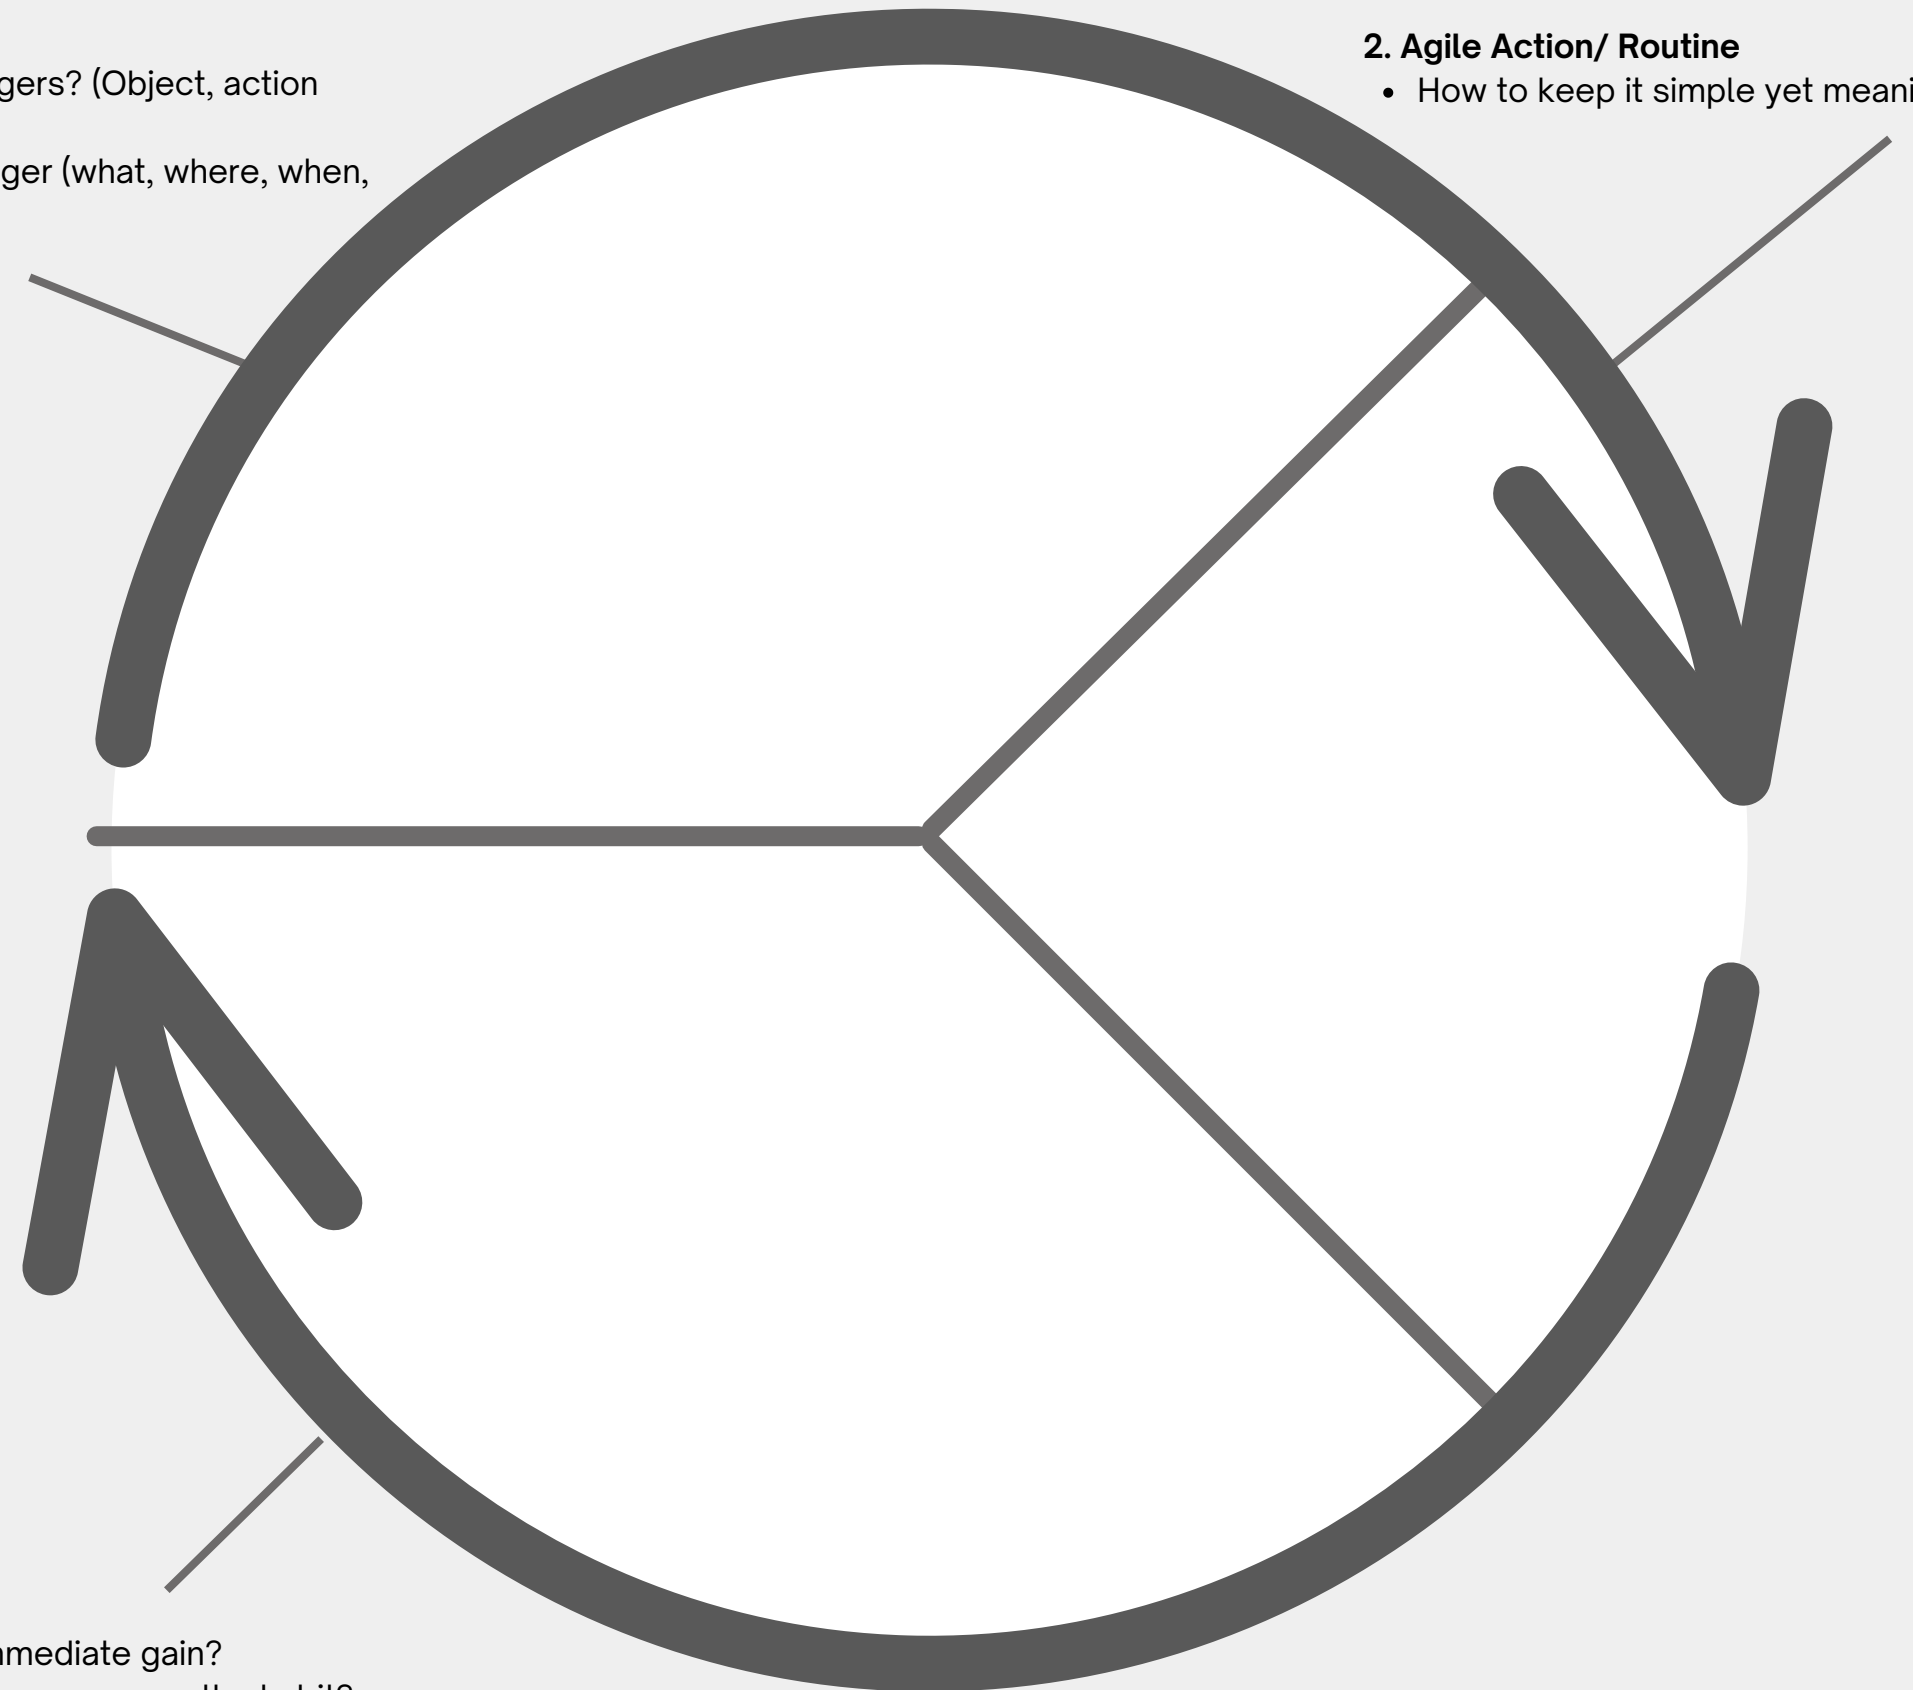 gers? (Object, action
ger (what, where, when,
2. Agile Action/ Routine
• How to keep it simple yet meani
mmediate gain?